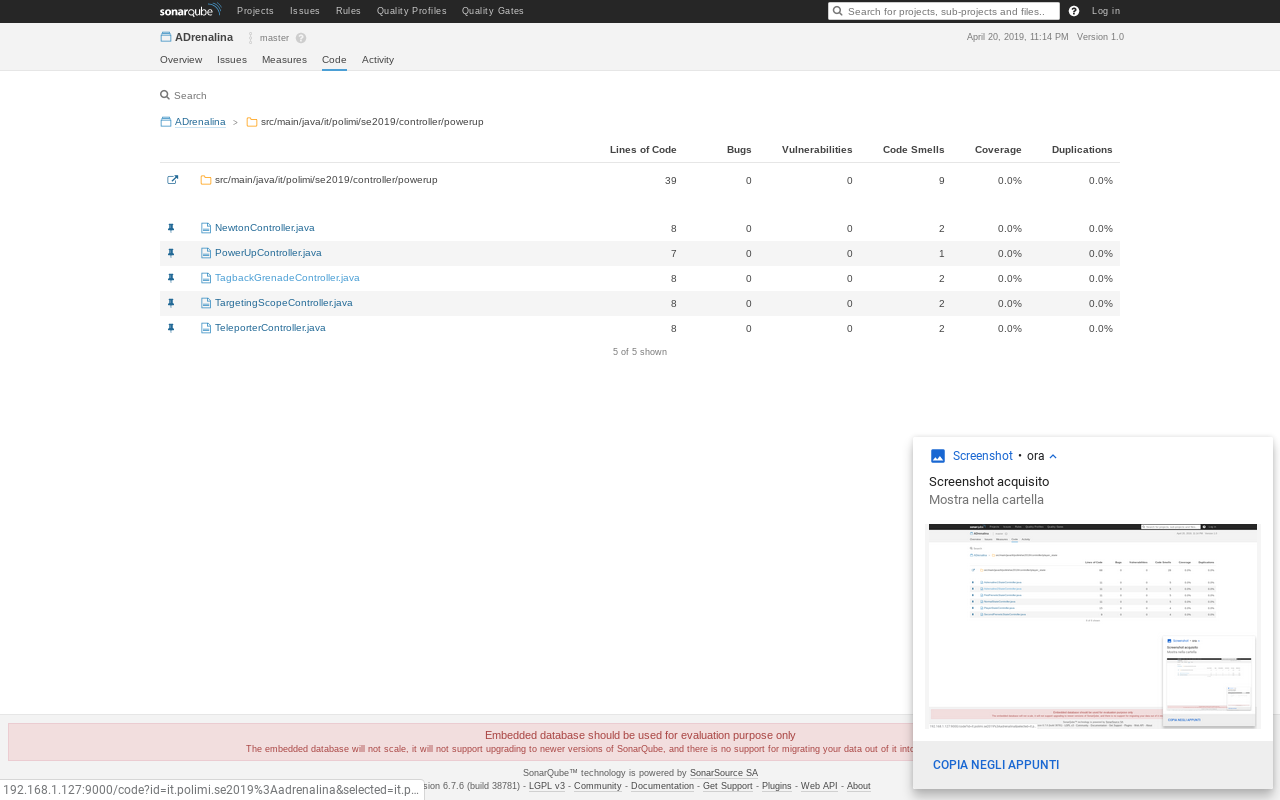 sonarqube Projects Issues Rules Quality Profiles Quality Gates Search for projects, sub-projects and files.. Log in
ADrenalina master April 20, 2019, 11:14 PM Version 1.0
Overview Issues Measures Code Activity
Search
ADrenalina > src/main/java/it/polimi/se2019/controller/powerup
Lines of Code Bugs Vulnerabilities Code Smells Coverage Duplications
src/main/java/it/polimi/se2019/controller/powerup 39 0 0 9 0.0% 0.0%
NewtonController.java 8 0 0 2 0.0% 0.0%
PowerUpController.java 7 0 0 1 0.0% 0.0%
TagbackGrenadeController.java 8 0 0 2 0.0% 0.0%
TargetingScopeController.java 8 0 0 2 0.0% 0.0%
TeleporterController.java 8 0 0 2 0.0% 0.0%
5 of 5 shown
Screenshot • ora
Screenshot acquisito
Mostra nella cartella
COPIA NEGLI APPUNTI
Embedded database should be used for evaluation purpose only
The embedded database will not scale, it will not support upgrading to newer versions of SonarQube, and there is no support for migrating your data out of it
SonarQube™ technology is powered by SonarSource SA
6.7.6 (build 38781) - LGPL v3 - Community - Documentation - Get Support - Plugins - Web API - About
192.168.1.127:9000/code?id=it.polimi.se2019%3Aadrenalina&selected=it.p...